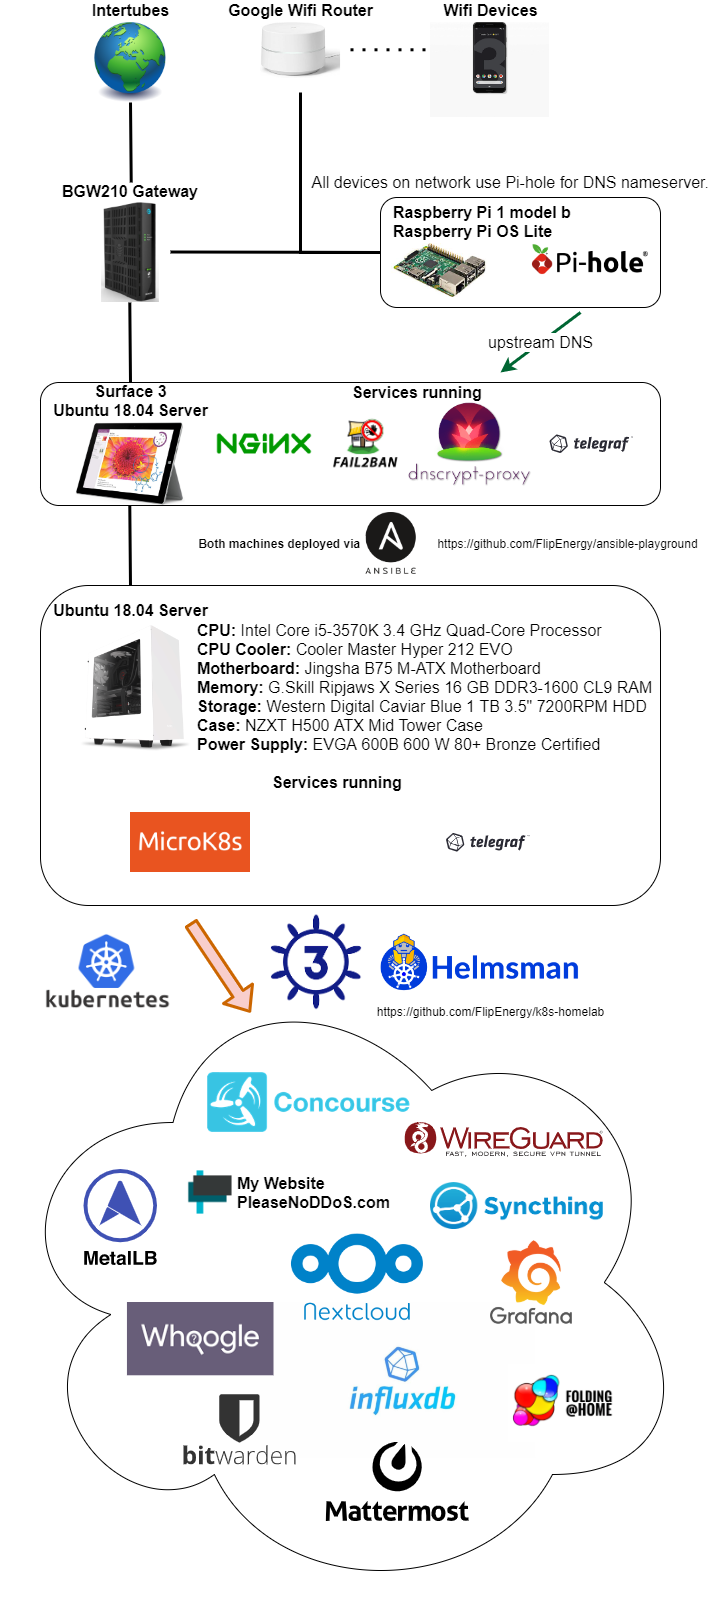 Intertubes
Google Wifi Router
Wifi Devices
BGW210 Gateway
All devices on network use Pi-hole for DNS nameserver.
Raspberry Pi 1 model b
Raspberry Pi OS Lite
Pi-hole®
upstream DNS
Surface 3
Ubuntu 18.04 Server
Services running
NGiNX
FAIL2BAN
dnscrypt-proxy
telegraf
Both machines deployed via
ANSIBLE
https://github.com/FlipEnergy/ansible-playground
Ubuntu 18.04 Server
CPU: Intel Core i5-3570K 3.4 GHz Quad-Core Processor
CPU Cooler: Cooler Master Hyper 212 EVO
Motherboard: Jingsha B75 M-ATX Motherboard
Memory: G.Skill Ripjaws X Series 16 GB DDR3-1600 CL9 RAM
Storage: Western Digital Caviar Blue 1 TB 3.5" 7200RPM HDD
Case: NZXT H500 ATX Mid Tower Case
Power Supply: EVGA 600B 600 W 80+ Bronze Certified
Services running
MicroK8s
telegraf
kubernetes
3
Helmsman
https://github.com/FlipEnergy/k8s-homelab
Concourse
WIREGUARD
FAST, MODERN, SECURE VPN TUNNEL
MetalLB
My Website
PleaseNoDDoS.com
Syncthing
Nextcloud
Grafana
Whoogle
influxdb
FOLDING
@HOME
bitwarden
Mattermost